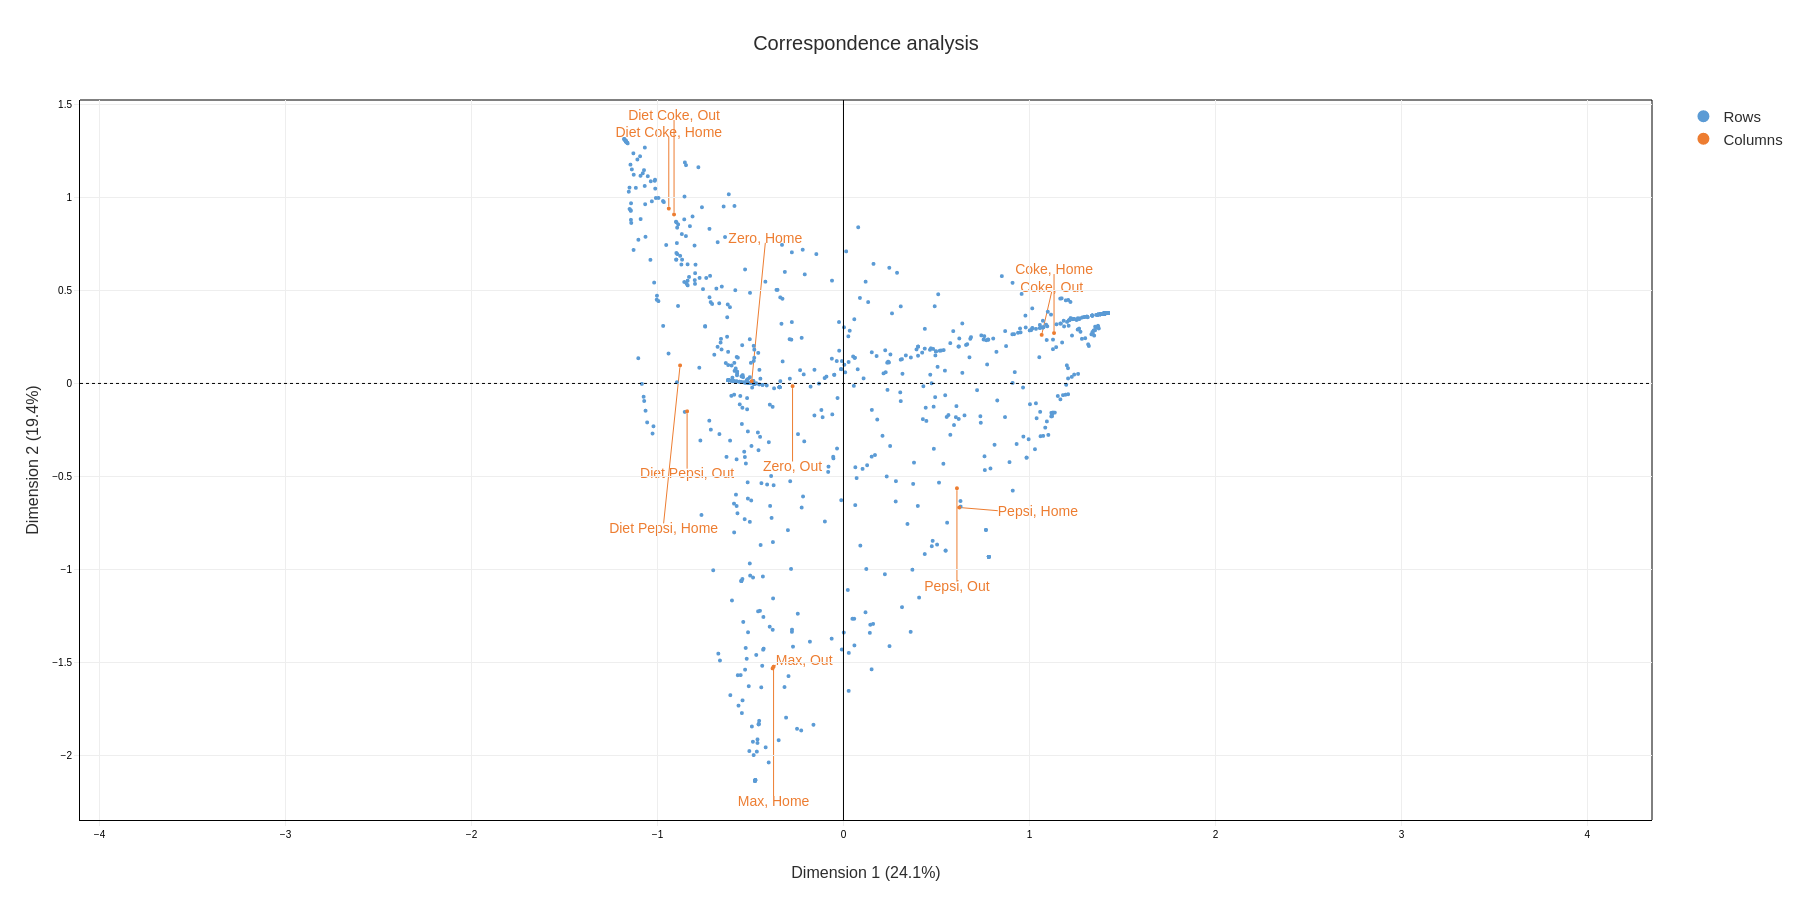 Correspondence analysis
1.5
1
0.5
0
−0.5
−1
−1.5
−2
Dimension 2 (19.4%)
Diet Coke, Out
Diet Coke, Home
Zero, Home
Coke, Home
Coke, Out
Diet Pepsi, Out
Zero, Out
Diet Pepsi, Home
Pepsi, Home
Pepsi, Out
Max, Out
Max, Home
Rows
Columns
−4
−3
−2
−1
0
1
2
3
4
Dimension 1 (24.1%)